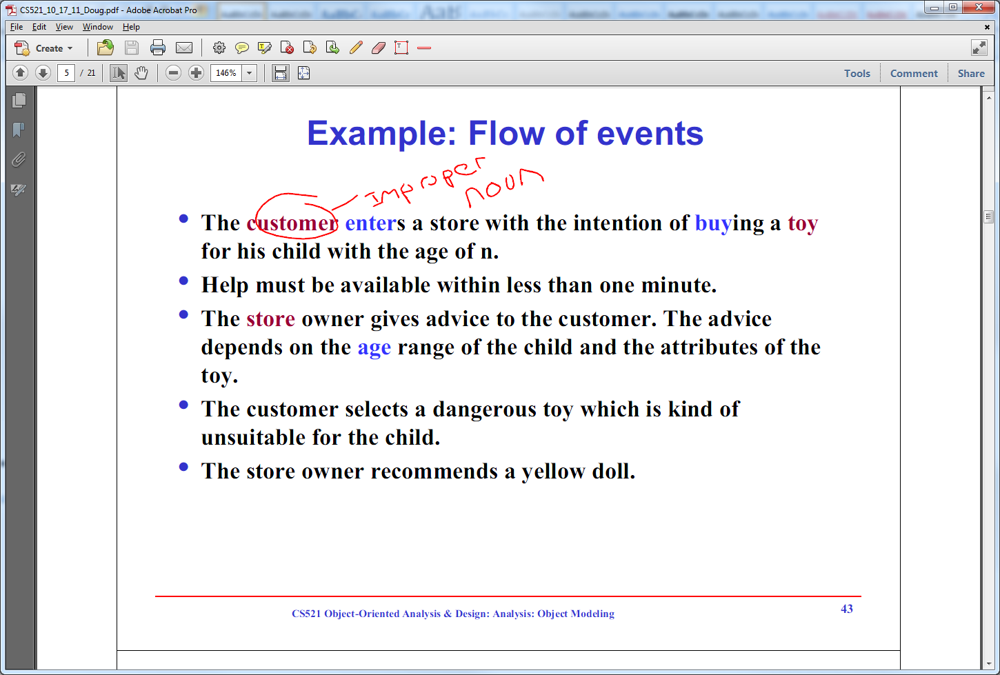 CS521_10_17_11_Doug.pdf - Adobe Acrobat Pro
File Edit View Window Help
Create
5 / 21 146% Tools Comment Share
Example: Flow of events
Improper
noun
• The customer enters a store with the intention of buying a toy
for his child with the age of n.
• Help must be available within less than one minute.
• The store owner gives advice to the customer. The advice
depends on the age range of the child and the attributes of the
toy.
• The customer selects a dangerous toy which is kind of
unsuitable for the child.
• The store owner recommends a yellow doll.
CS521 Object-Oriented Analysis & Design: Analysis: Object Modeling 43